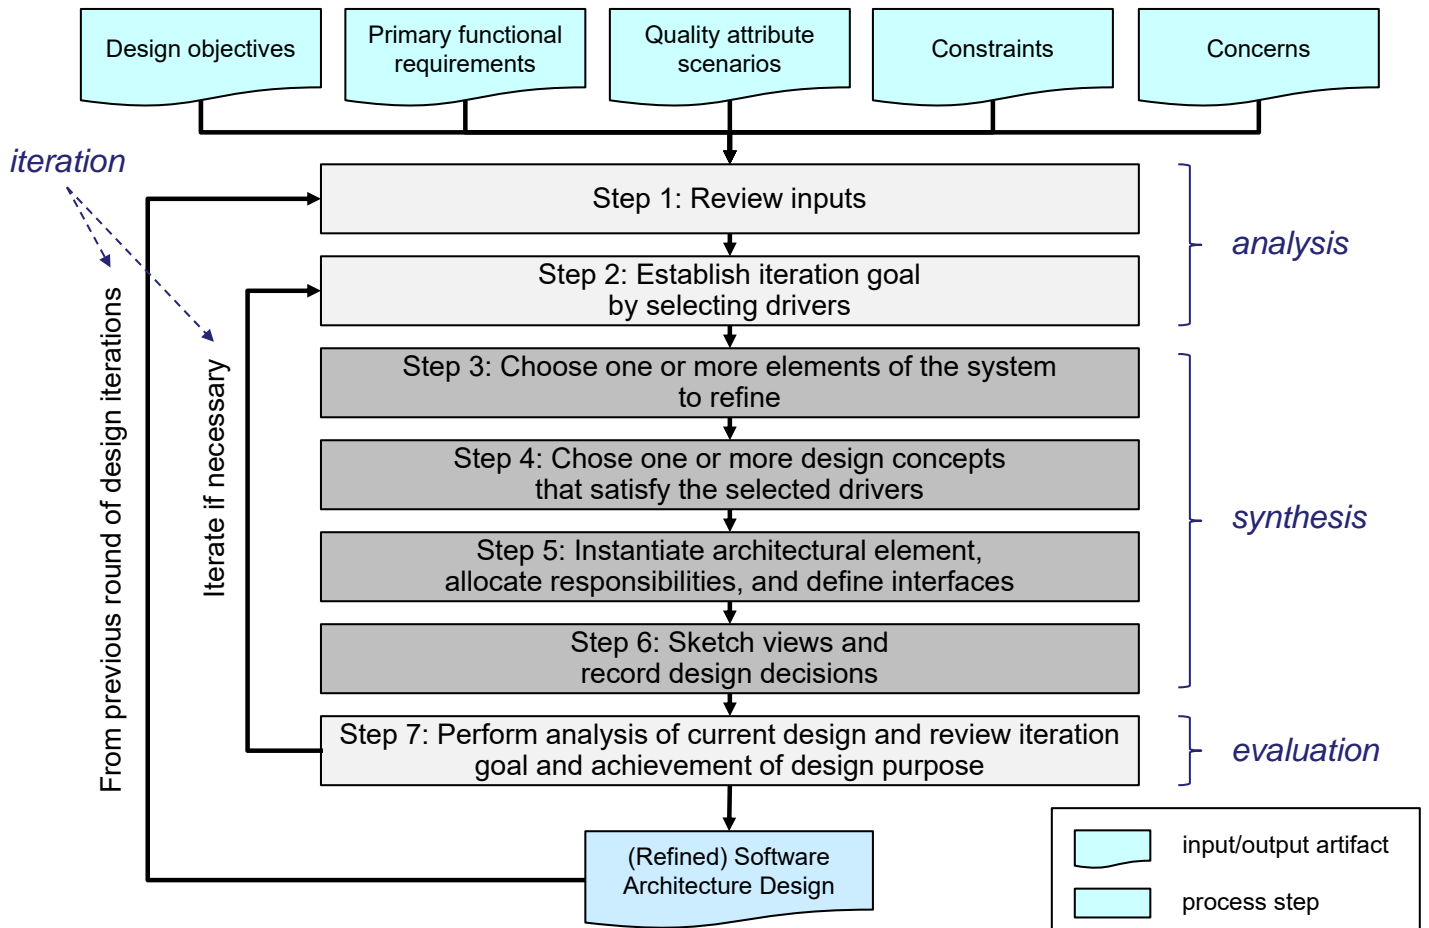 Design objectives
Primary functional
requirements
Quality attribute
scenarios
Constraints
Concerns
iteration
Step 1: Review inputs
analysis
Step 2: Establish iteration goal
by selecting drivers
From previous round of design iterations
Iterate if necessary
Step 3: Choose one or more elements of the system
to refine
Step 4: Chose one or more design concepts
that satisfy the selected drivers
synthesis
Step 5: Instantiate architectural element,
allocate responsibilities, and define interfaces
Step 6: Sketch views and
record design decisions
Step 7: Perform analysis of current design and review iteration
goal and achievement of design purpose
evaluation
(Refined) Software
Architecture Design
input/output artifact
process step